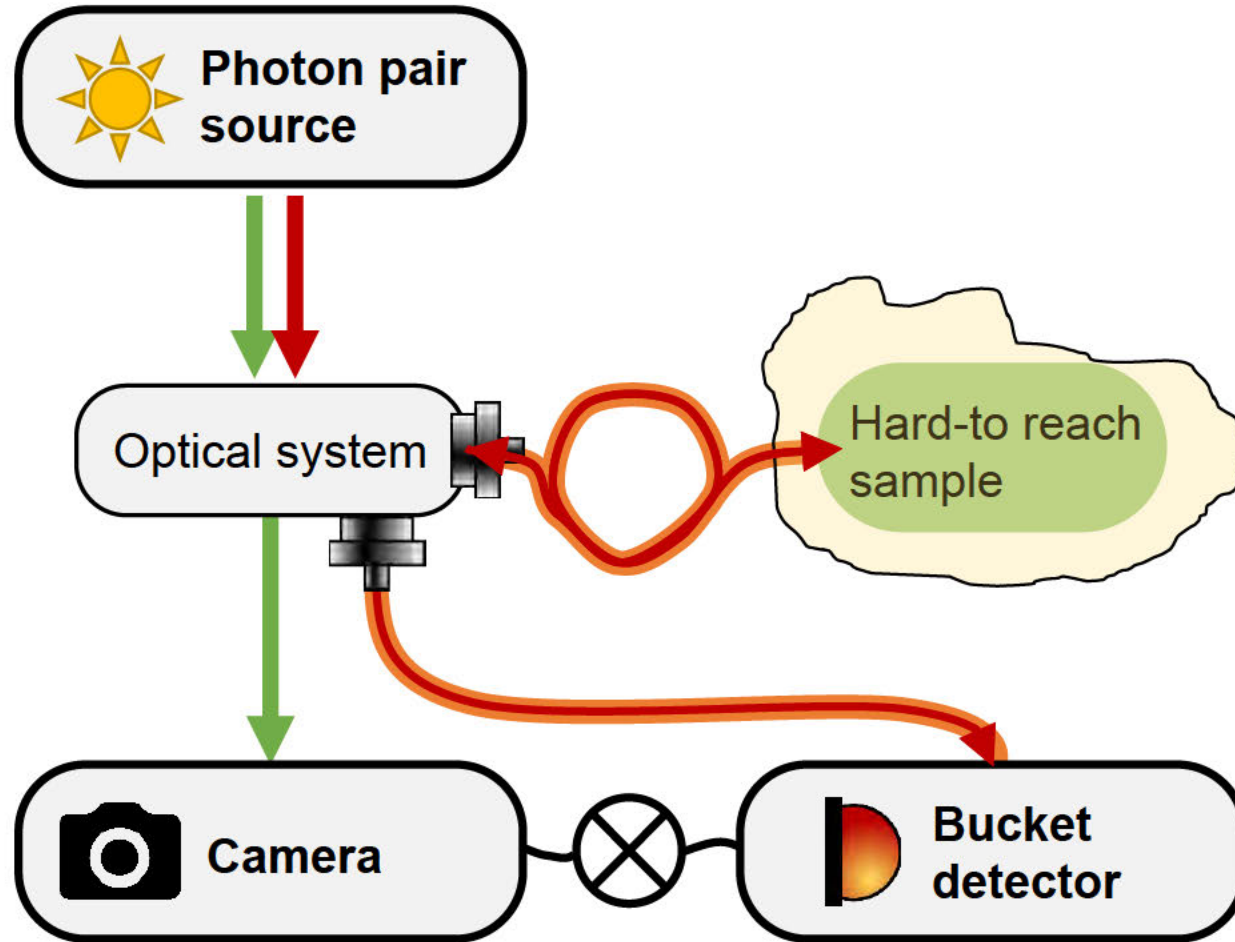 Photon pair
source
Optical system
Hard-to reach
sample
Camera
Bucket
detector